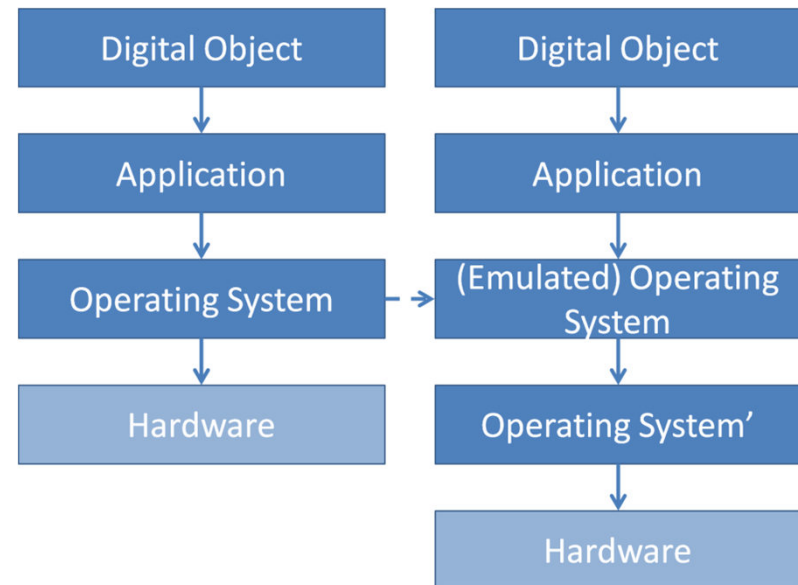 Digital Object
Application
Operating System
Hardware
Digital Object
Application
(Emulated) Operating
System
Operating System’
Hardware